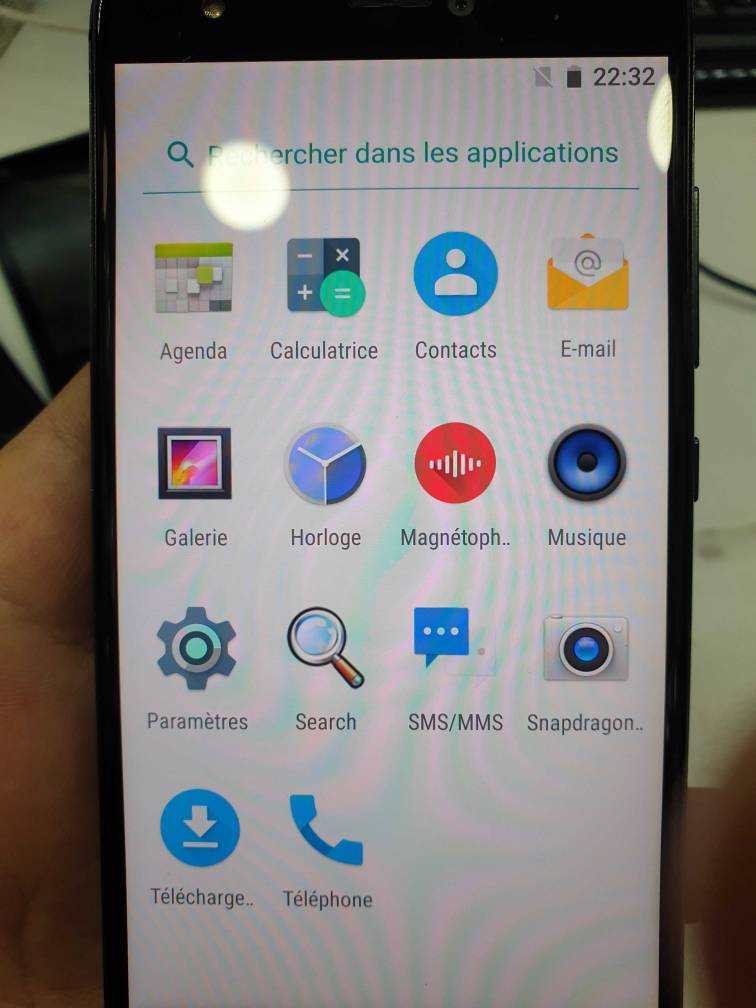 22:32
Rechercher dans les applications
Agenda Calculatrice Contacts E-mail
Galerie Horloge Magnétoph.. Musique
Paramètres Search SMS/MMS Snapdragon..
Télécharge.. Téléphone